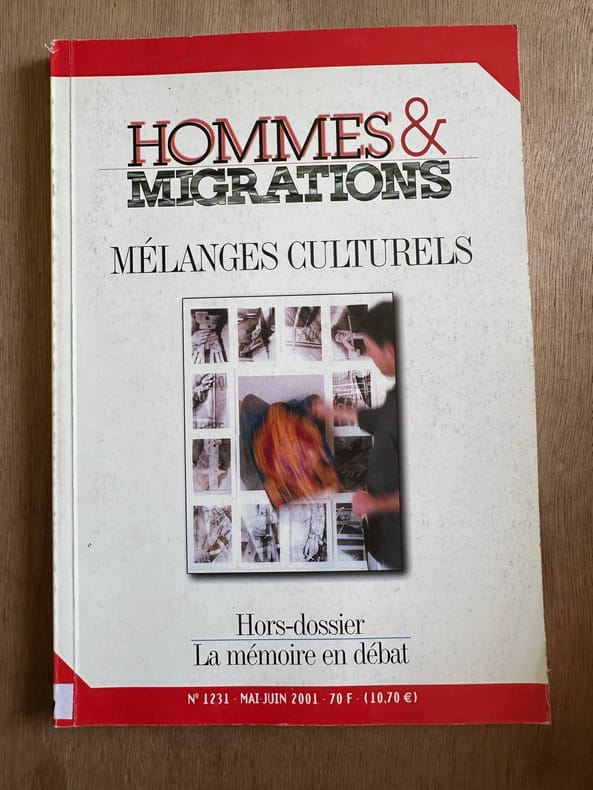 HOMMES &
MIGRATIONS
MÉLANGES CULTURELS
Hors-dossier
La mémoire en débat
N° 1231 - MAI-JUIN 2001 - 70 F - (10,70 €)